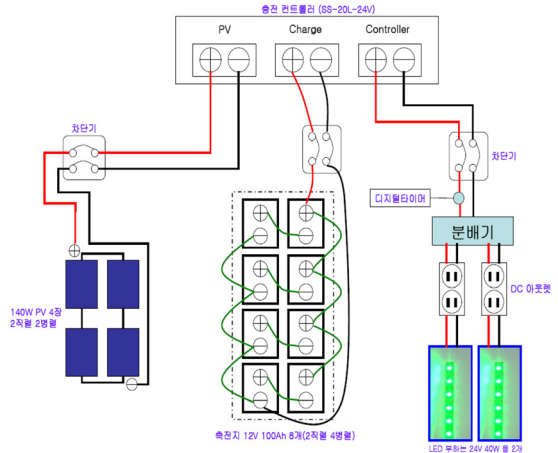 충전 컨트롤러 (SS-20L-24V)
PV Charge Controller
차단기
차단기
디지털타이머
분배기
DC 아웃렛
140W PV 4장
2직렬 2병렬
축전지 12V 100Ah 8개(2직렬 4병렬)
LED 부하는 24V 40W 용 2개